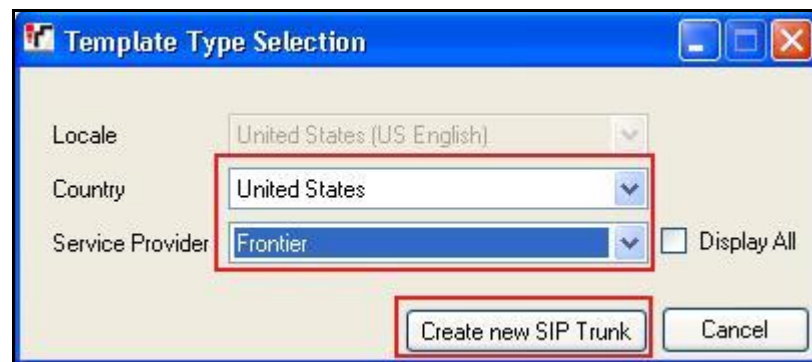 Template Type Selection
Locale United States (US English)
Country United States
Service Provider Frontier Display All
Create new SIP Trunk Cancel